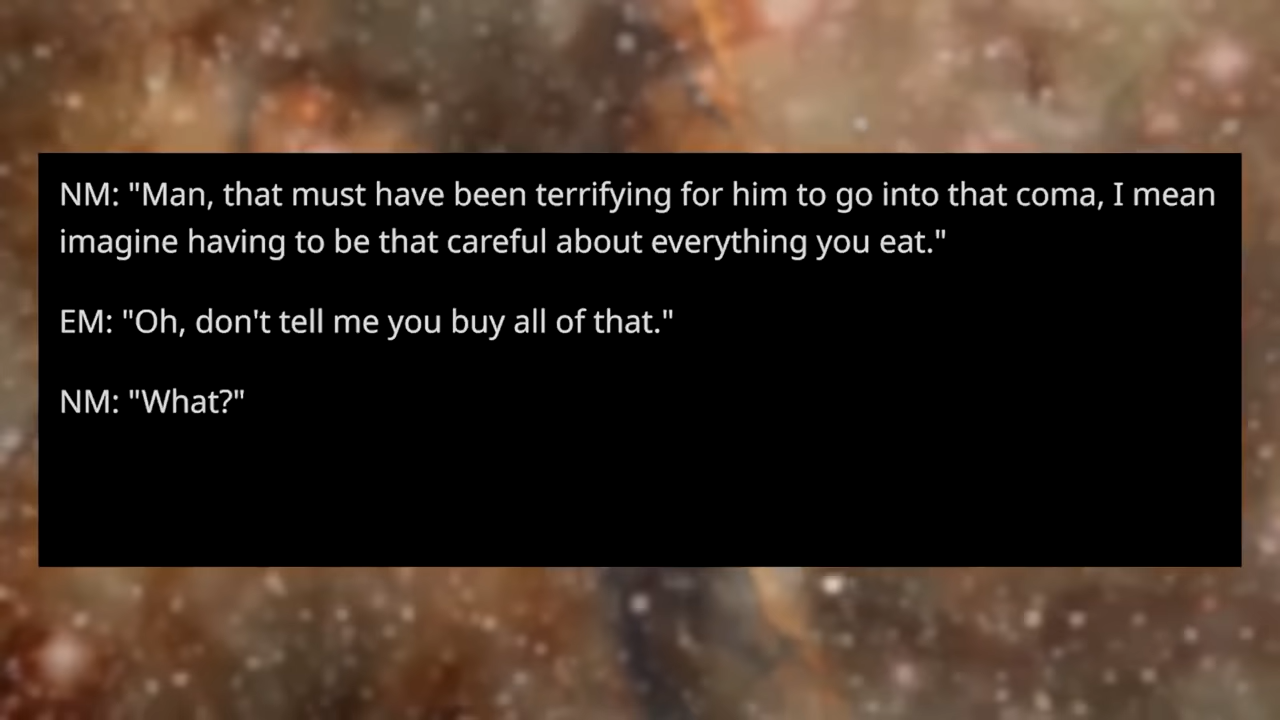 NM: "Man, that must have been terrifying for him to go into that coma, I mean
imagine having to be that careful about everything you eat."
EM: "Oh, don't tell me you buy all of that."
NM: "What?"